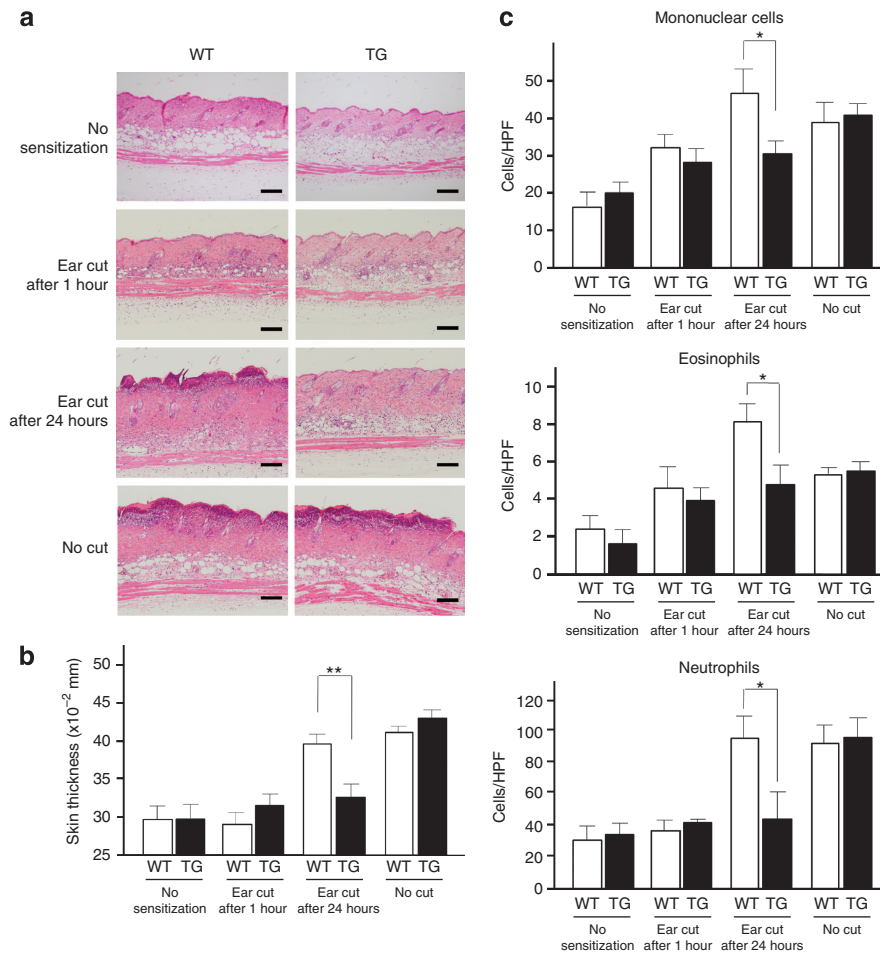 a
WT TG
No
sensitization
Ear cut
after 1 hour
Ear cut
after 24 hours
No cut
b
Skin thickness (x10⁻² mm)
50
45
40
35
30
25
**
WT TG WT TG WT TG WT TG
No
sensitization
Ear cut
after 1 hour
Ear cut
after 24 hours
No cut
c
Mononuclear cells
Cells/HPF
50
40
30
20
10
0
*
WT TG WT TG WT TG WT TG
No
sensitization
Ear cut
after 1 hour
Ear cut
after 24 hours
No cut
Eosinophils
Cells/HPF
10
8
6
4
2
0
*
WT TG WT TG WT TG WT TG
No
sensitization
Ear cut
after 1 hour
Ear cut
after 24 hours
No cut
Neutrophils
Cells/HPF
120
100
80
60
40
20
0
*
WT TG WT TG WT TG WT TG
No
sensitization
Ear cut
after 1 hour
Ear cut
after 24 hours
No cut